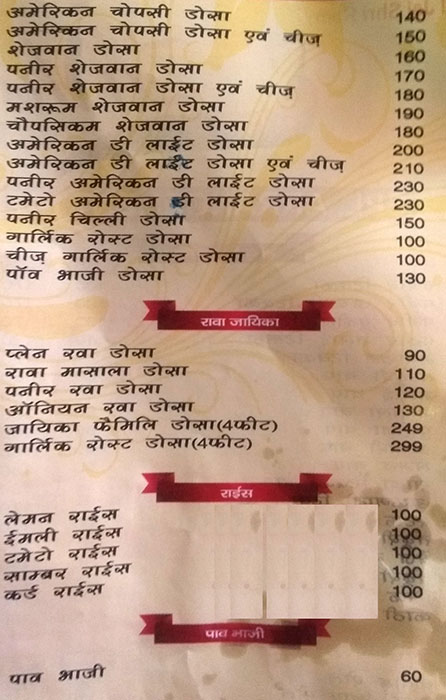 अमेरिकन चोपसी डोसा 140
अमेरिकन चोपसी डोसा एवं चीज़ 150
शेजवान डोसा 160
पनीर शेजवान डोसा 170
पनीर शेजवान डोसा एवं चीज़ 180
मशरूम शेजवान डोसा 190
चौपसिकम शेजवान डोसा 180
अमेरिकन डी लाईट डोसा 200
अमेरिकन डी लाईट डोसा एवं चीज़ 210
पनीर अमेरिकन डी लाईट डोसा 230
टमेटो अमेरिकन डी लाईट डोसा 230
पनीर चिल्ली डोसा 150
गार्लिक रोस्ट डोसा 100
चीज़ गार्लिक रोस्ट डोसा 100
पॉव भाजी डोसा 130
रावा जायिका
प्लेन रवा डोसा 90
रावा मासाला डोसा 110
पनीर रवा डोसा 120
ऑनियन रवा डोसा 130
जायिका फैमिलि डोसा(4फीट) 249
गार्लिक रोस्ट डोसा(4फीट) 299
राईस
लेमन राईस 100
ईमली राईस 100
टमेटो राईस 100
साम्बर राईस 100
कर्ड राईस 100
पाव भाजी
पाव भाजी 60